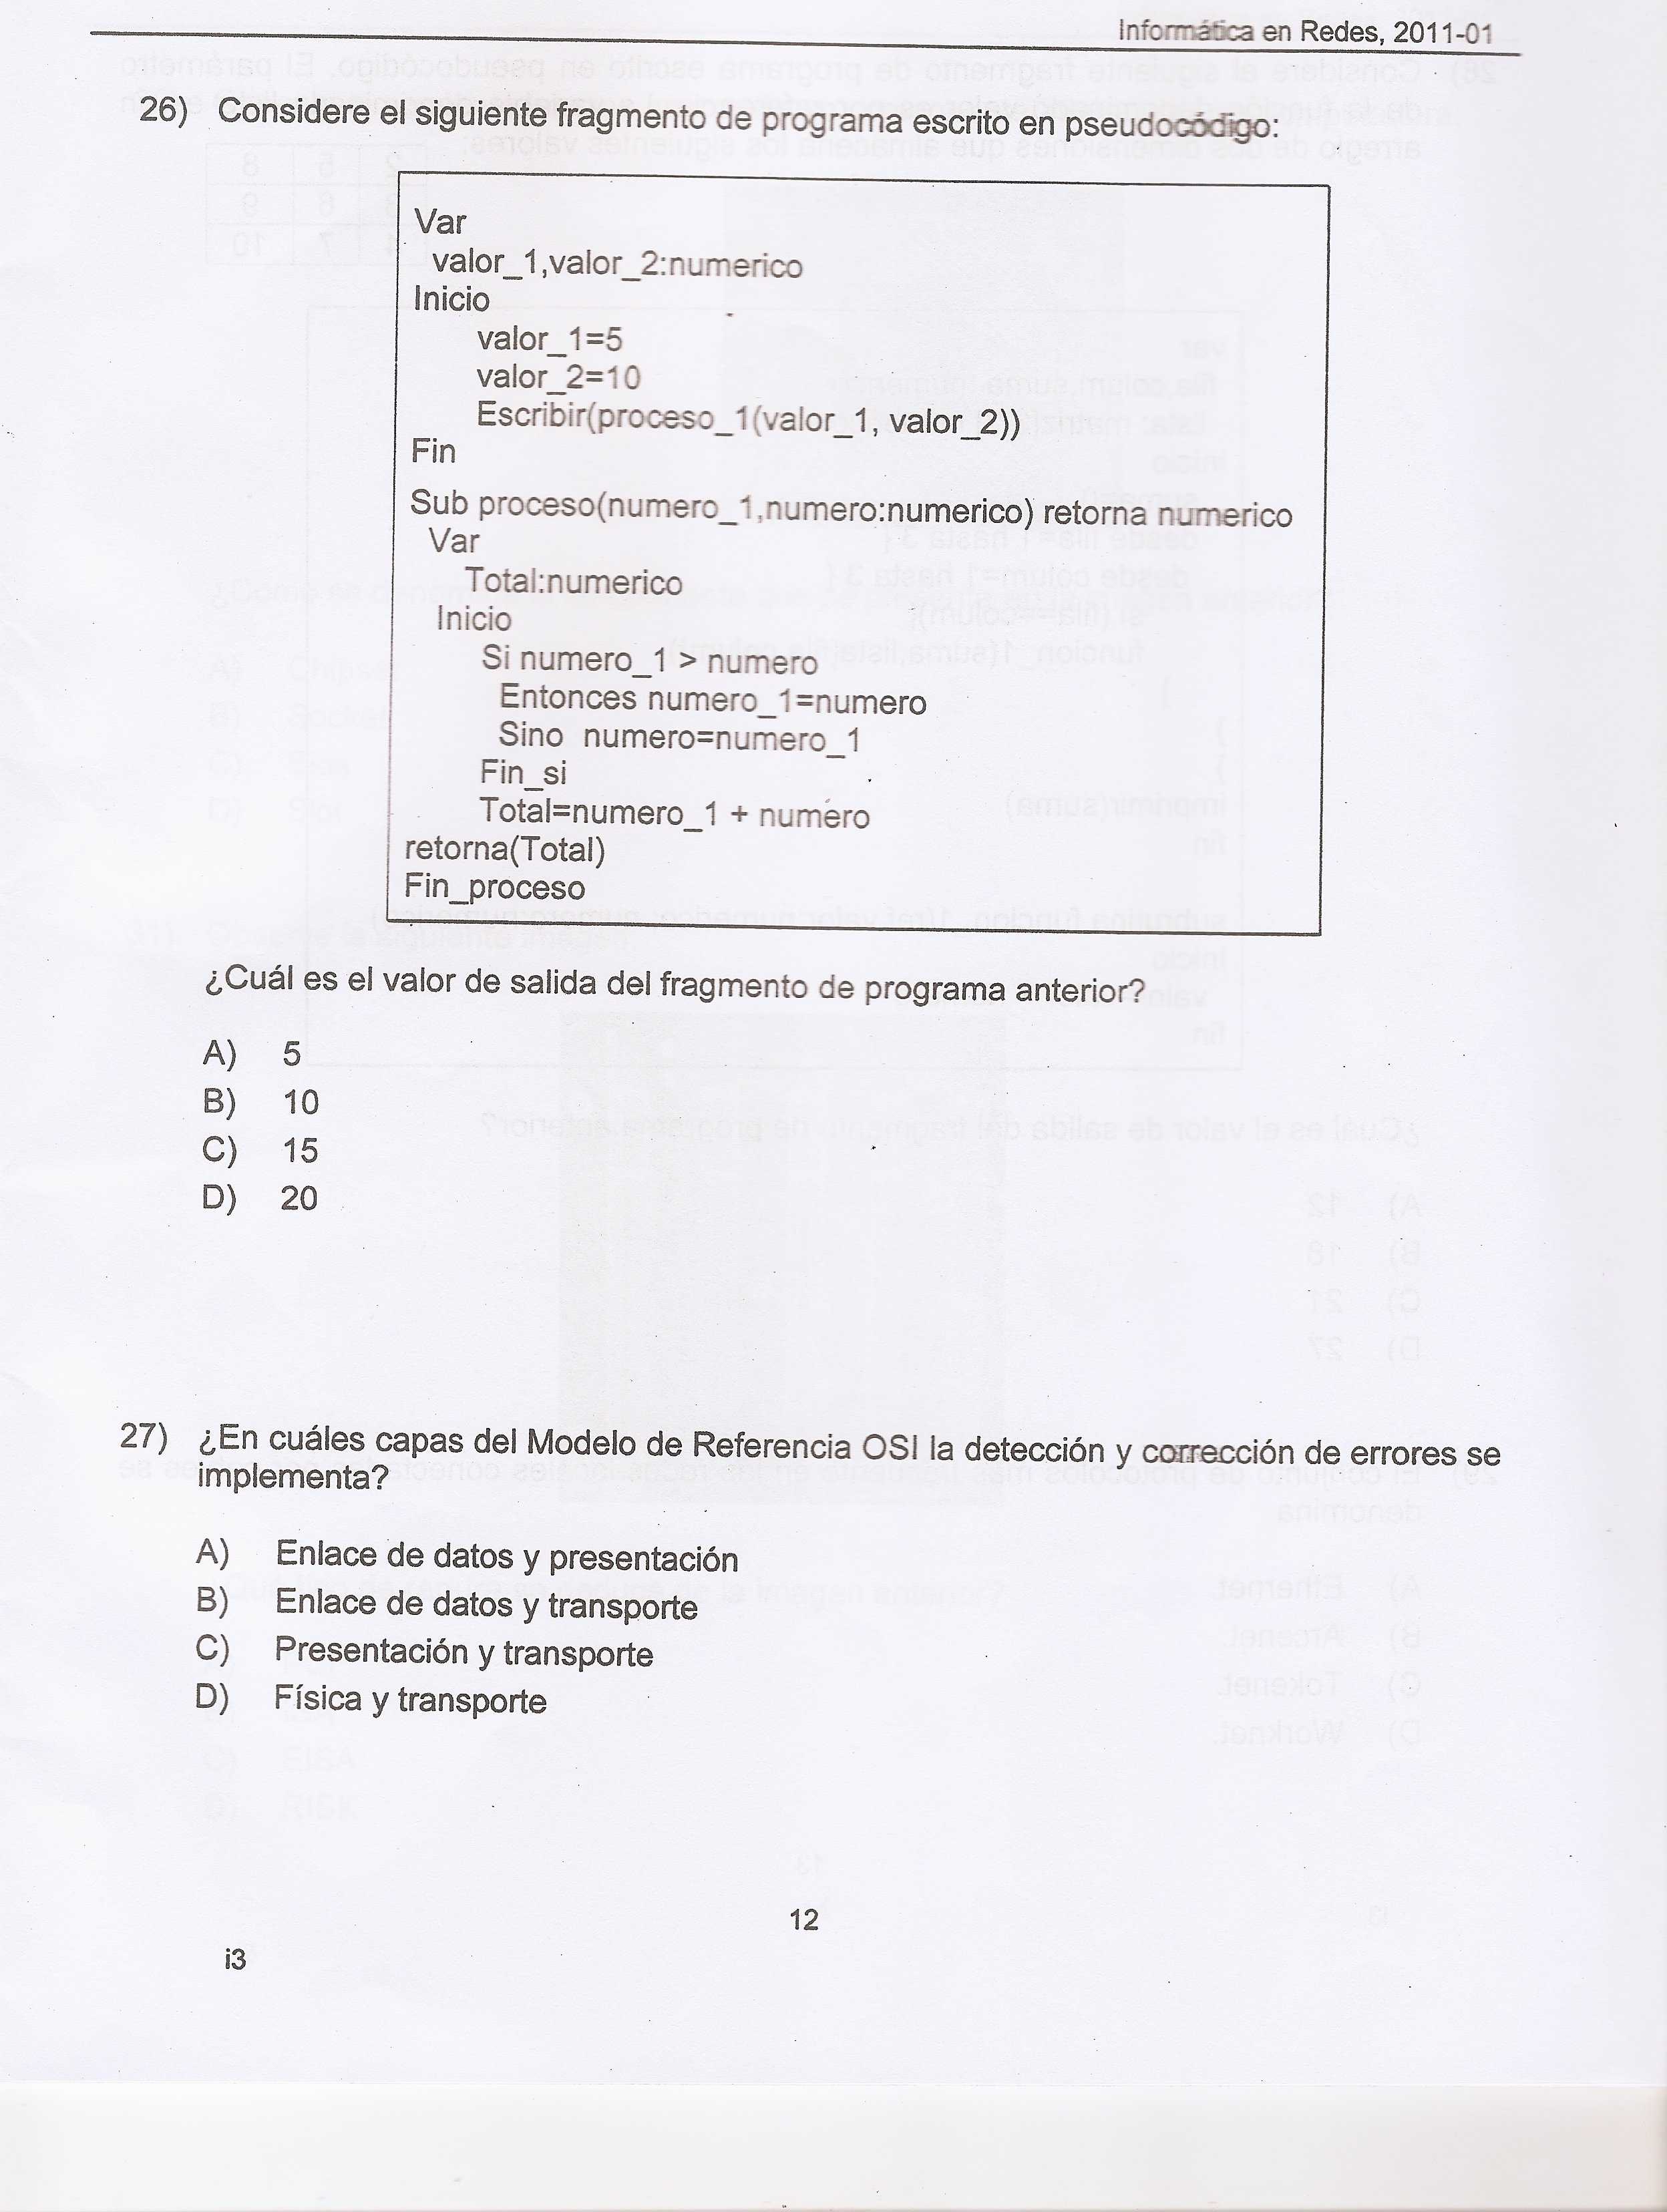 Informática en Redes, 2011-01
26) Considere el siguiente fragmento de programa escrito en pseudocódigo:
Var
valor_1,valor_2:numerico
Inicio
valor_1=5
valor_2=10
Escribir(proceso_1(valor_1, valor_2))
Fin
Sub proceso(numero_1,numero:numerico) retorna numerico
Var
Total:numerico
Inicio
Si numero_1 > numero
Entonces numero_1=numero
Sino numero=numero_1
Fin_si
Total=numero_1 + numero
retorna(Total)
Fin_proceso
¿Cuál es el valor de salida del fragmento de programa anterior?
A) 5
B) 10
C) 15
D) 20
27) ¿En cuáles capas del Modelo de Referencia OSI la detección y corrección de errores se
implementa?
A) Enlace de datos y presentación
B) Enlace de datos y transporte
C) Presentación y transporte
D) Física y transporte
12
i3